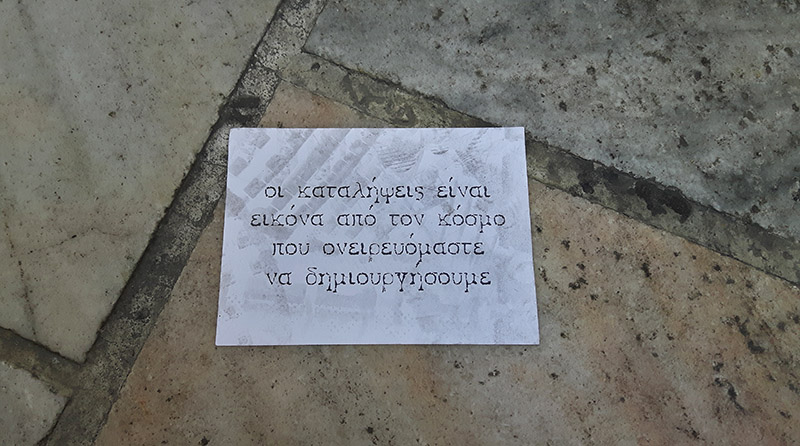 οι καταλήψεις είναι
εικόνα από τον κόσμο
που ονειρευόμαστε
να δημιουργήσουμε